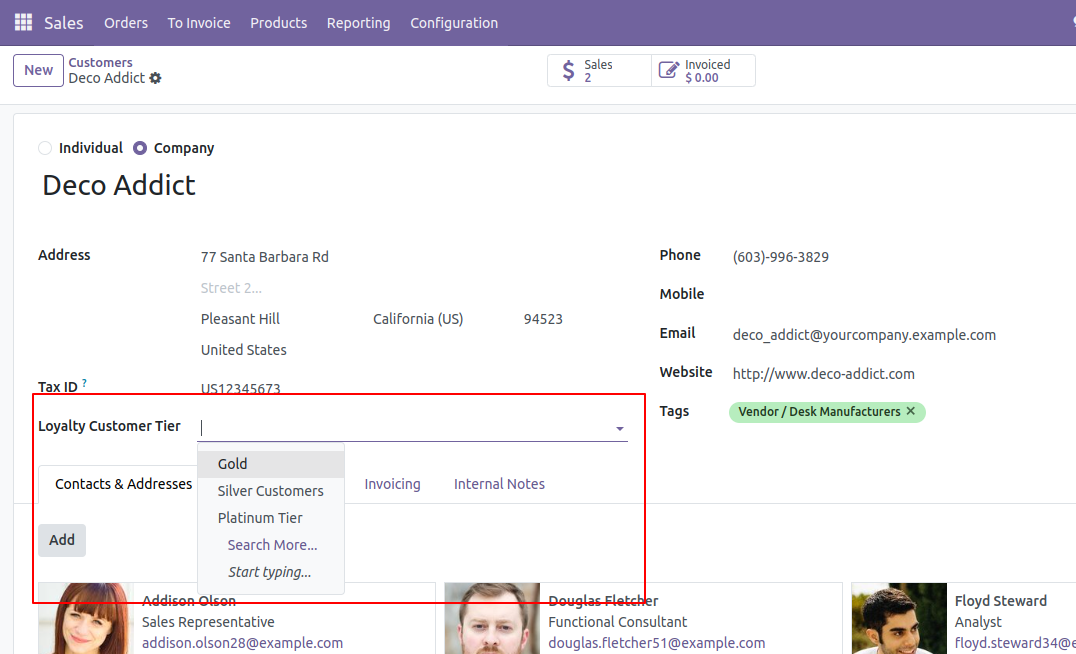 Sales Orders To Invoice Products Reporting Configuration
New
Customers
Deco Addict
Sales
2
Invoiced
$ 0.00
Individual Company
Deco Addict
Address
77 Santa Barbara Rd
Street 2...
Pleasant Hill California (US) 94523
United States
Tax ID ?
US12345673
Loyalty Customer Tier
Phone (603)-996-3829
Mobile
Email deco_addict@yourcompany.example.com
Website http://www.deco-addict.com
Tags Vendor / Desk Manufacturers ✕
Gold
Silver Customers
Platinum Tier
Search More...
Start typing...
Contacts & Addresses Invoicing Internal Notes
Add
Addison Olson
Sales Representative
addison.olson28@example.com
Douglas Fletcher
Functional Consultant
douglas.fletcher51@example.com
Floyd Steward
Analyst
floyd.steward34@e